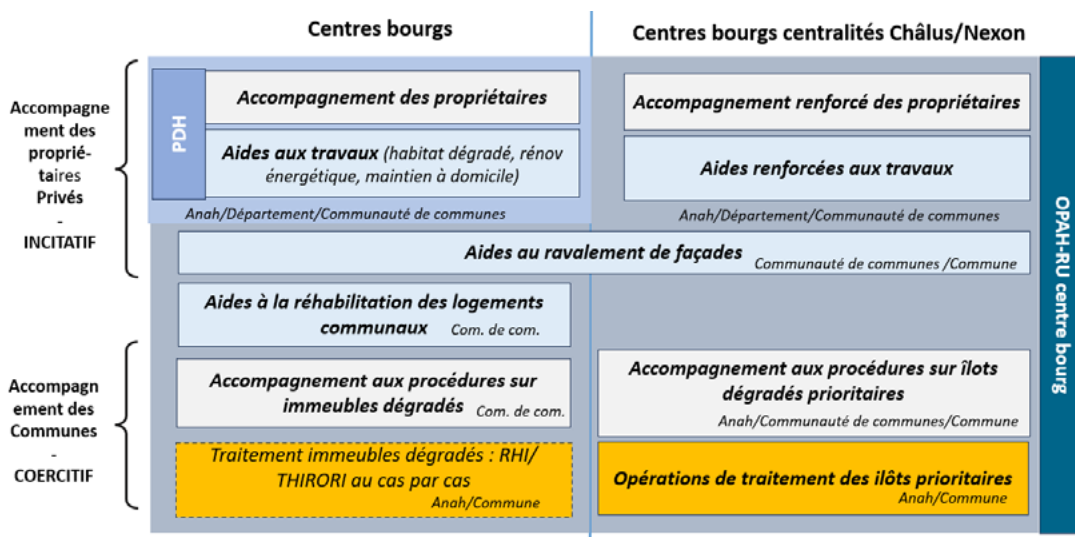 Centres bourgs
Centres bourgs centralités Châlus/Nexon
Accompagne
ment des
proprié-
taires
Privés
-
INCITATIF
PDH
Accompagnement des propriétaires
Aides aux travaux (habitat dégradé, rénov
énergétique, maintien à domicile)
Anah/Département/Communauté de communes
Accompagnement renforcé des propriétaires
Aides renforcées aux travaux
Anah/Département/Communauté de communes
Aides au ravalement de façades
Communauté de communes /Commune
Aides à la réhabilitation des logements
communaux Com. de com.
Accompagn
ement des
Communes
-
COERCITIF
Accompagnement aux procédures sur
immeubles dégradés Com. de com.
Accompagnement aux procédures sur îlots
dégradés prioritaires
Anah/Communauté de communes/Commune
Traitement immeubles dégradés : RHI/
THIRORI au cas par cas
Anah/Commune
Opérations de traitement des ilôts prioritaires
Anah/Commune
OPAH-RU centre bourg